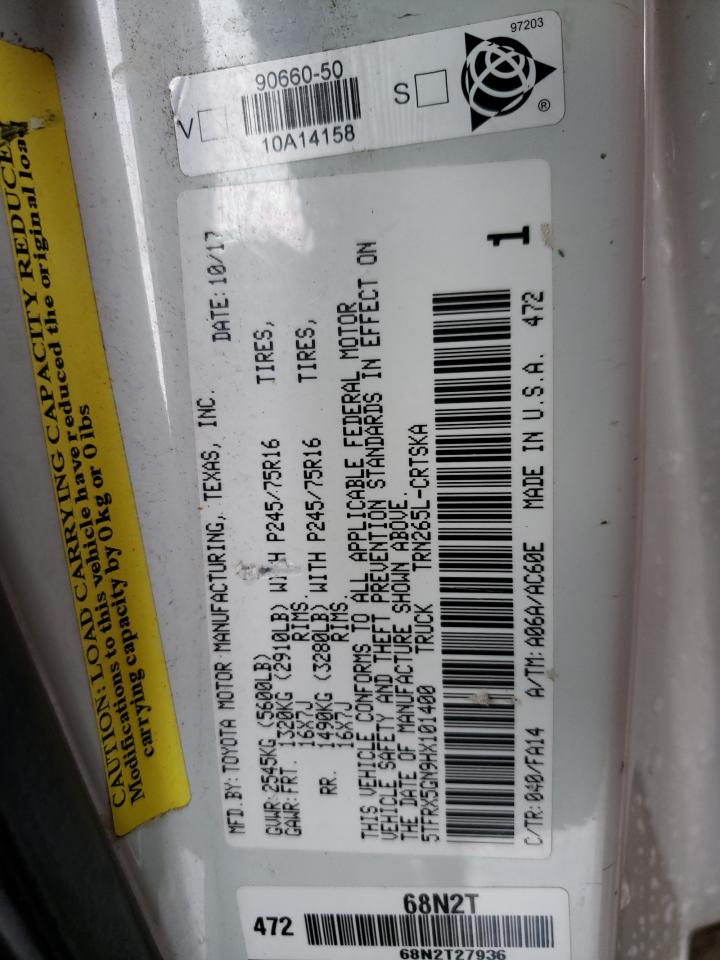 97203
90660-50
V
S
10A14158
®
CAUTION: LOAD CARRYING CAPACITY REDUCED
Modifications to this vehicle have reduced the original load
carrying capacity by 0 kg or 0 lbs
MFD.BY: TOYOTA MOTOR MANUFACTURING, TEXAS, INC. DATE: 10/17
GVWR: 2545KG (5600LB)
GAWR: FRT. 1320KG (2910LB) WITH P245/75R16 TIRES,
16X7J RIMS.
RR. 1490KG (3280LB) WITH P245/75R16 TIRES,
16X7J RIMS.
THIS VEHICLE CONFORMS TO ALL APPLICABLE FEDERAL MOTOR
VEHICLE SAFETY AND THEFT PREVENTION STANDARDS IN EFFECT ON
THE DATE OF MANUFACTURE SHOWN ABOVE.
5TFRX5GN9HX101400 TRUCK TRN265L-CRTSKA
1
C/TR: 040/FA14 A/TM: A06A/AC60E MADE IN U.S.A. 472
68N2T
472
68N2T27936